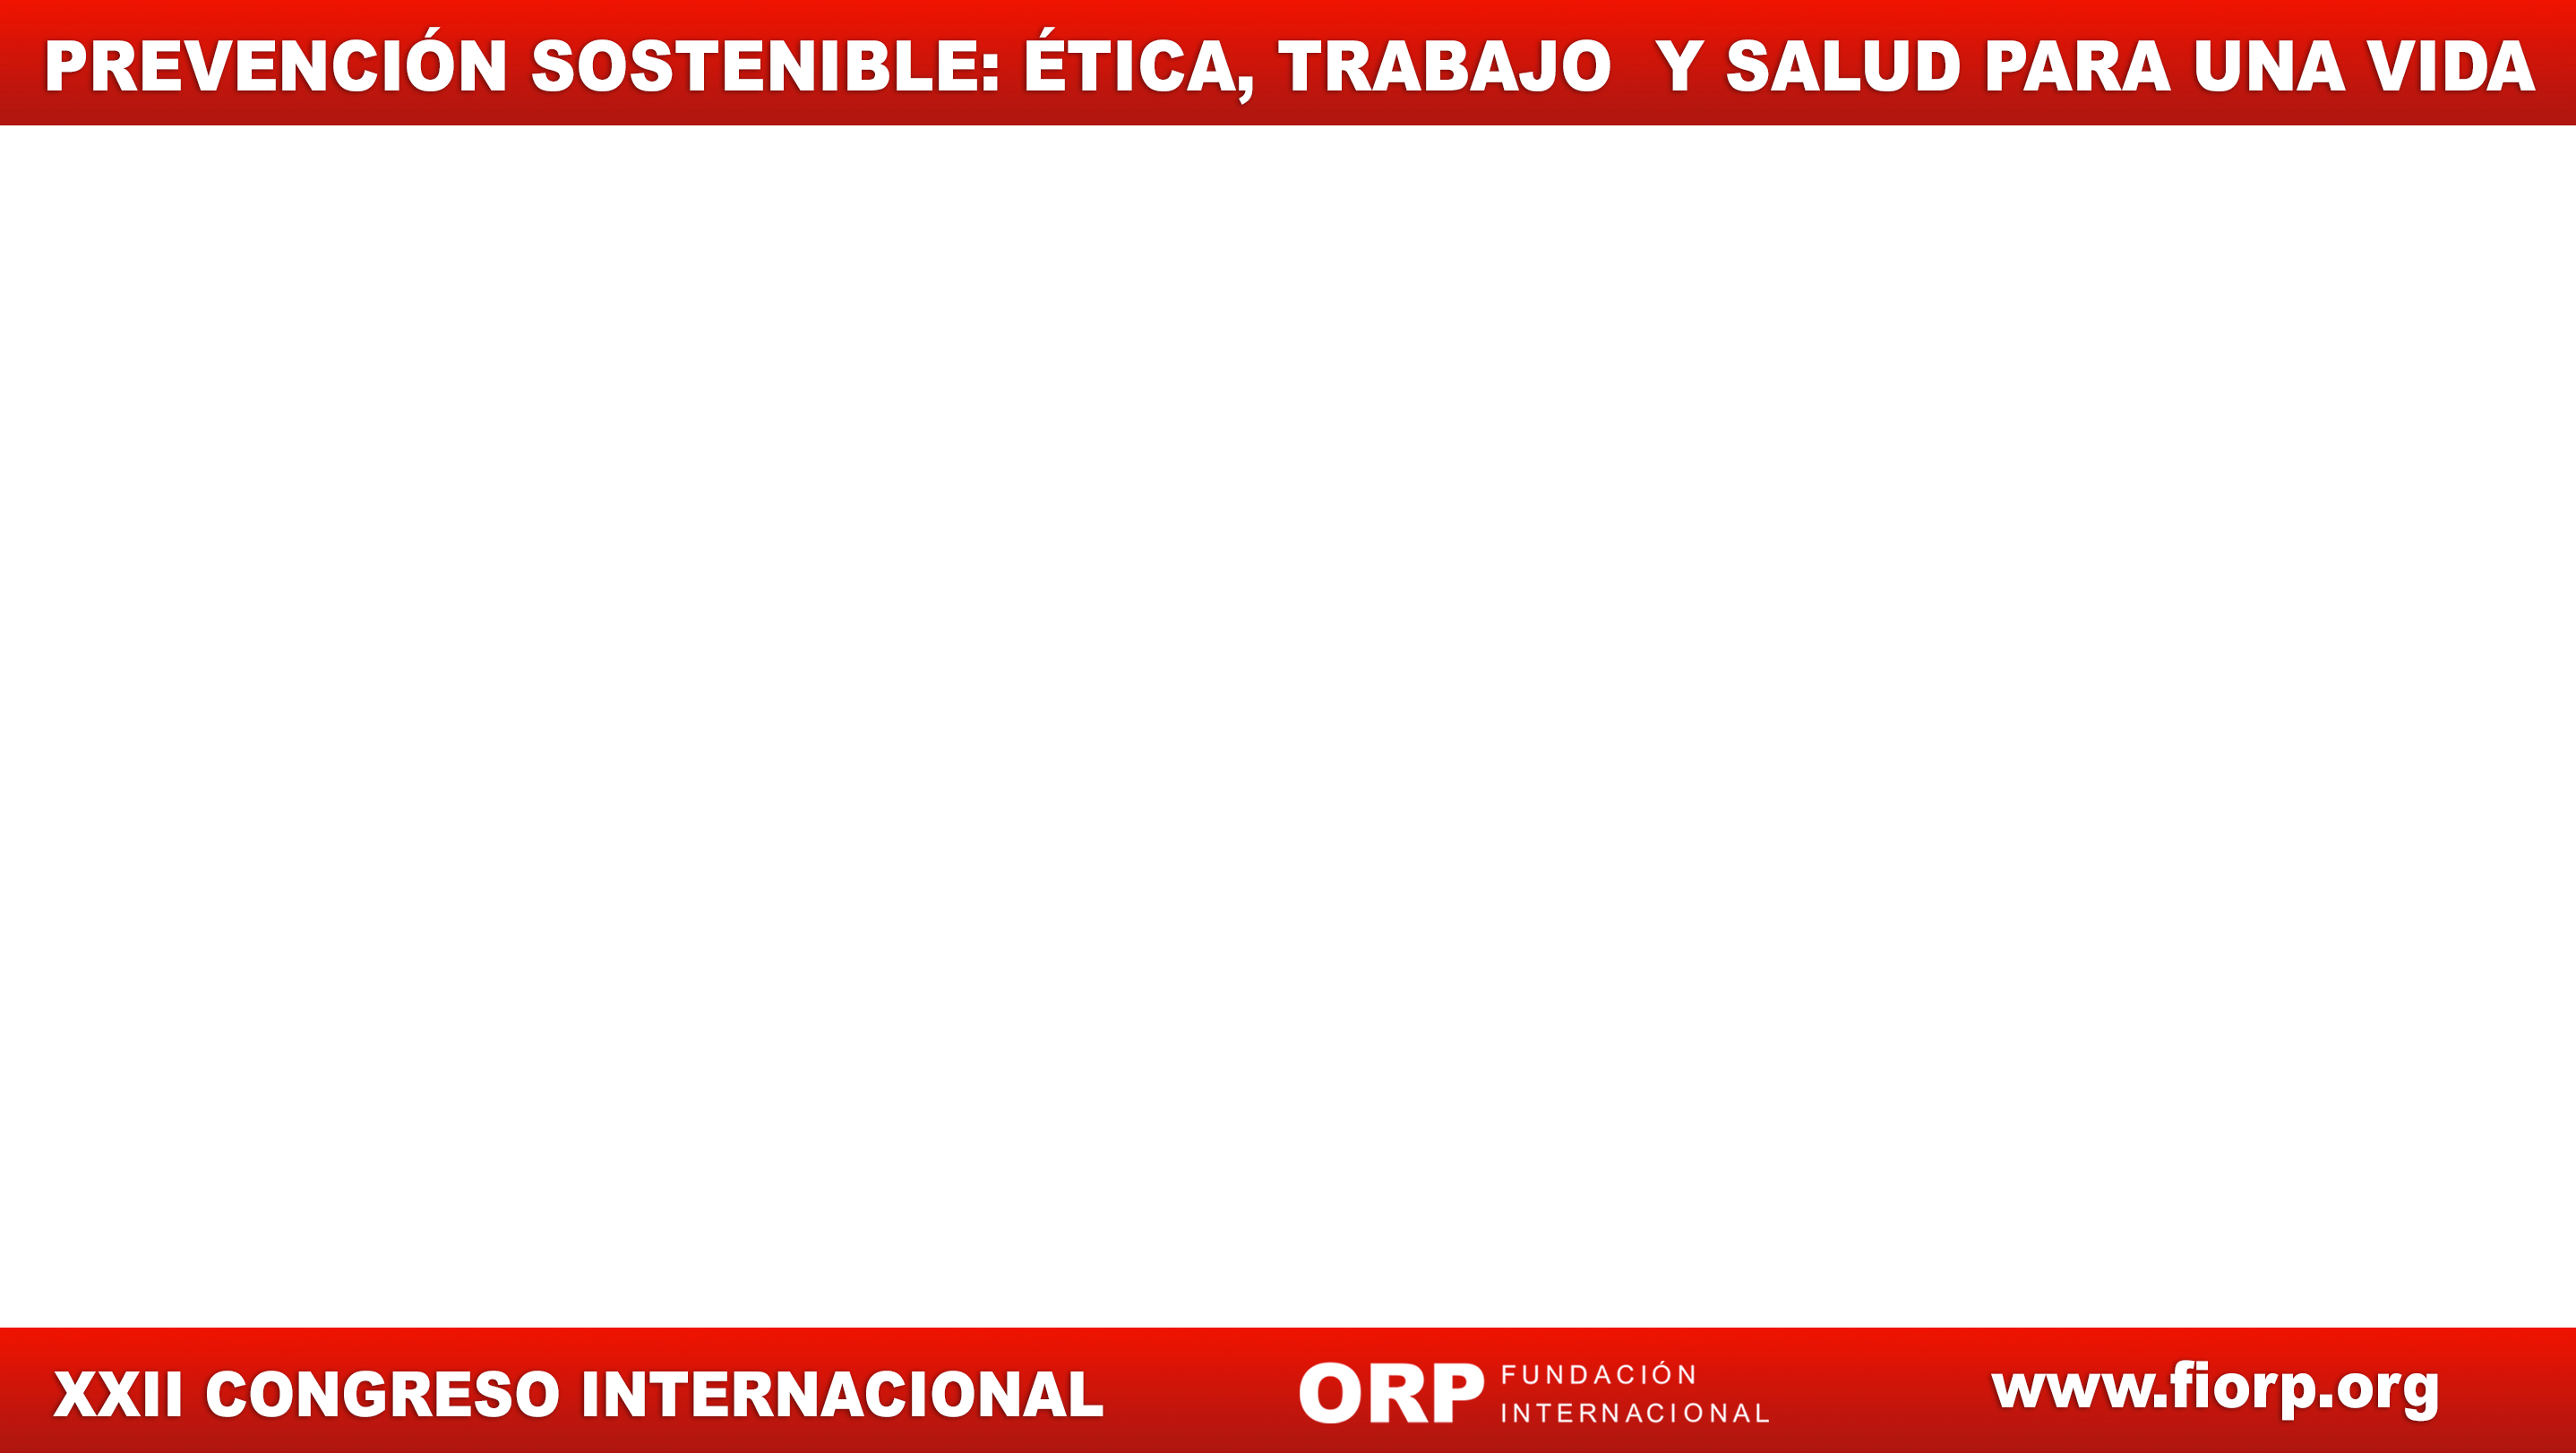 PREVENCIÓN SOSTENIBLE: ÉTICA, TRABAJO  Y SALUD PARA UNA VIDA
XXII CONGRESO INTERNACIONAL
ORP FUNDACIÓN
INTERNACIONAL
www.fiorp.org